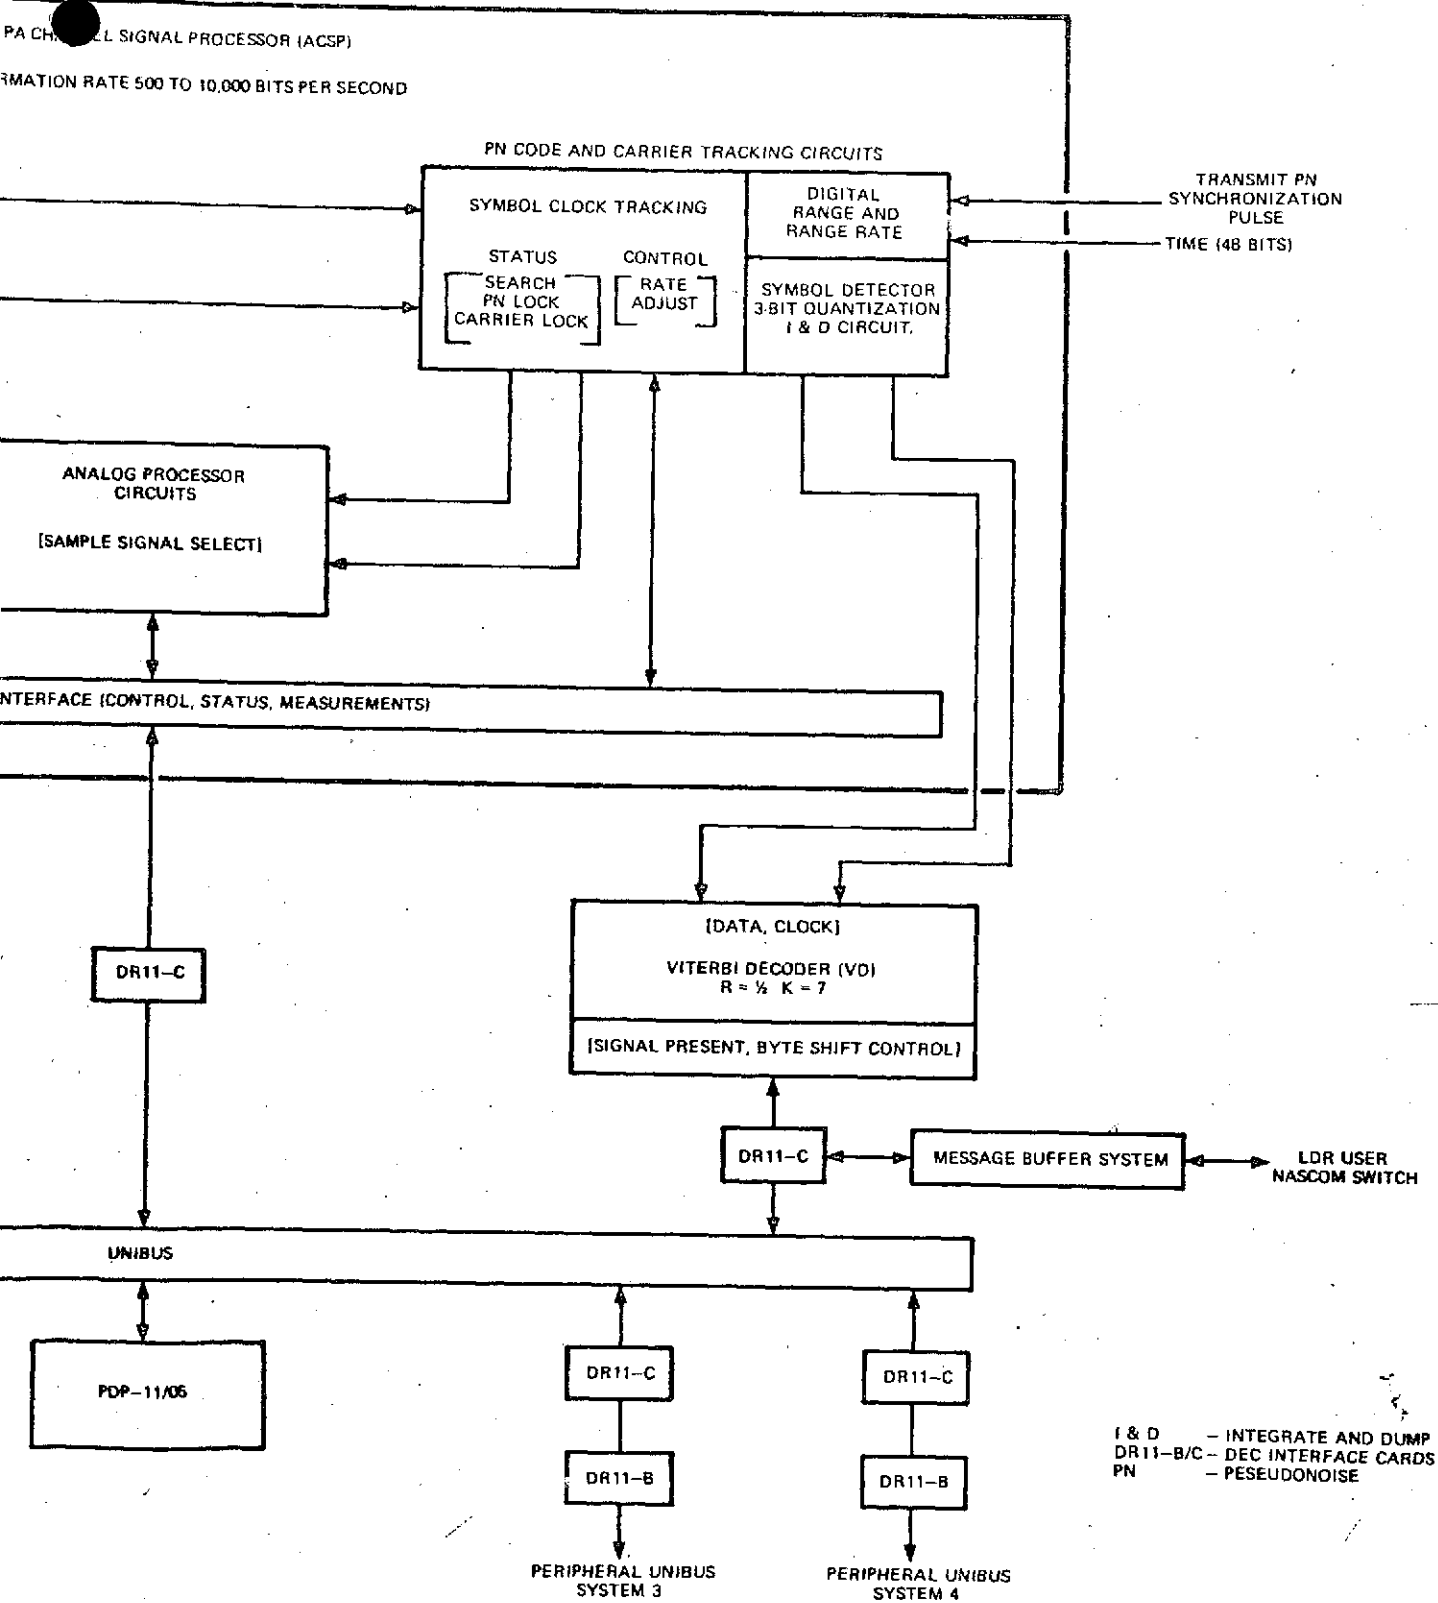 PA CH L SIGNAL PROCESSOR (ACSP)
RMATION RATE 500 TO 10,000 BITS PER SECOND
PN CODE AND CARRIER TRACKING CIRCUITS
SYMBOL CLOCK TRACKING
STATUS
SEARCH
PN LOCK
CARRIER LOCK
CONTROL
RATE
ADJUST
DIGITAL
RANGE AND
RANGE RATE
SYMBOL DETECTOR
3-BIT QUANTIZATION
I & D CIRCUIT.
TRANSMIT PN
SYNCHRONIZATION
PULSE
TIME (48 BITS)
ANALOG PROCESSOR
CIRCUITS
[SAMPLE SIGNAL SELECT]
NTERFACE (CONTROL, STATUS, MEASUREMENTS)
DR11-C
[DATA, CLOCK]
VITERBI DECODER (VD)
R = ½ K = 7
[SIGNAL PRESENT, BYTE SHIFT CONTROL]
DR11-C
MESSAGE BUFFER SYSTEM
LDR USER
NASCOM SWITCH
UNIBUS
PDP-11/05
DR11-C
DR11-B
PERIPHERAL UNIBUS
SYSTEM 3
DR11-C
DR11-B
PERIPHERAL UNIBUS
SYSTEM 4
I & D – INTEGRATE AND DUMP
DR11-B/C – DEC INTERFACE CARDS
PN – PESEUDONOISE